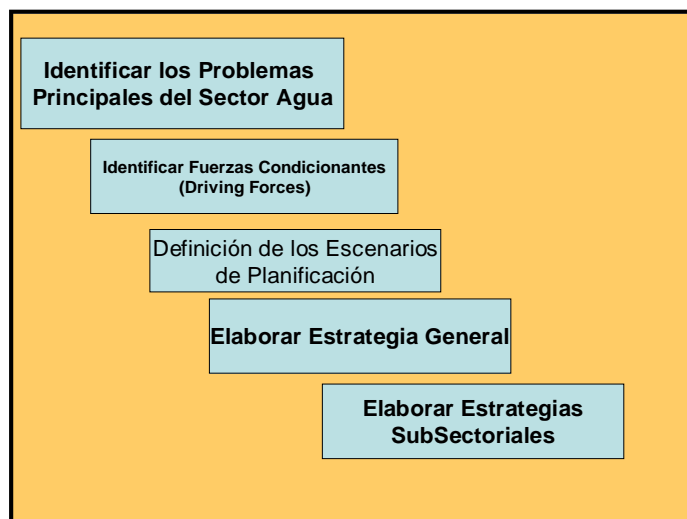 Identificar los Problemas
Principales del Sector Agua
Identificar Fuerzas Condicionantes
(Driving Forces)
Definición de los Escenarios
de Planificación
Elaborar Estrategia General
Elaborar Estrategias
SubSectoriales